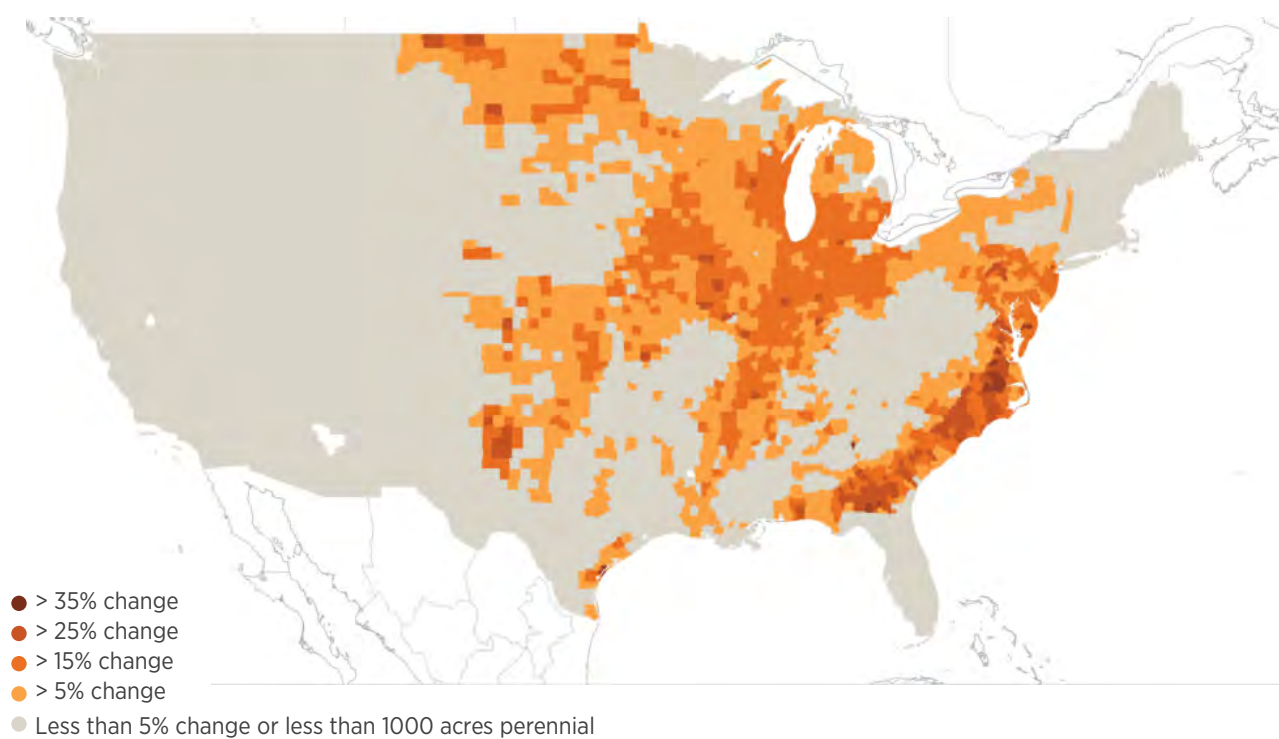 > 35% change
> 25% change
> 15% change
> 5% change
Less than 5% change or less than 1000 acres perennial